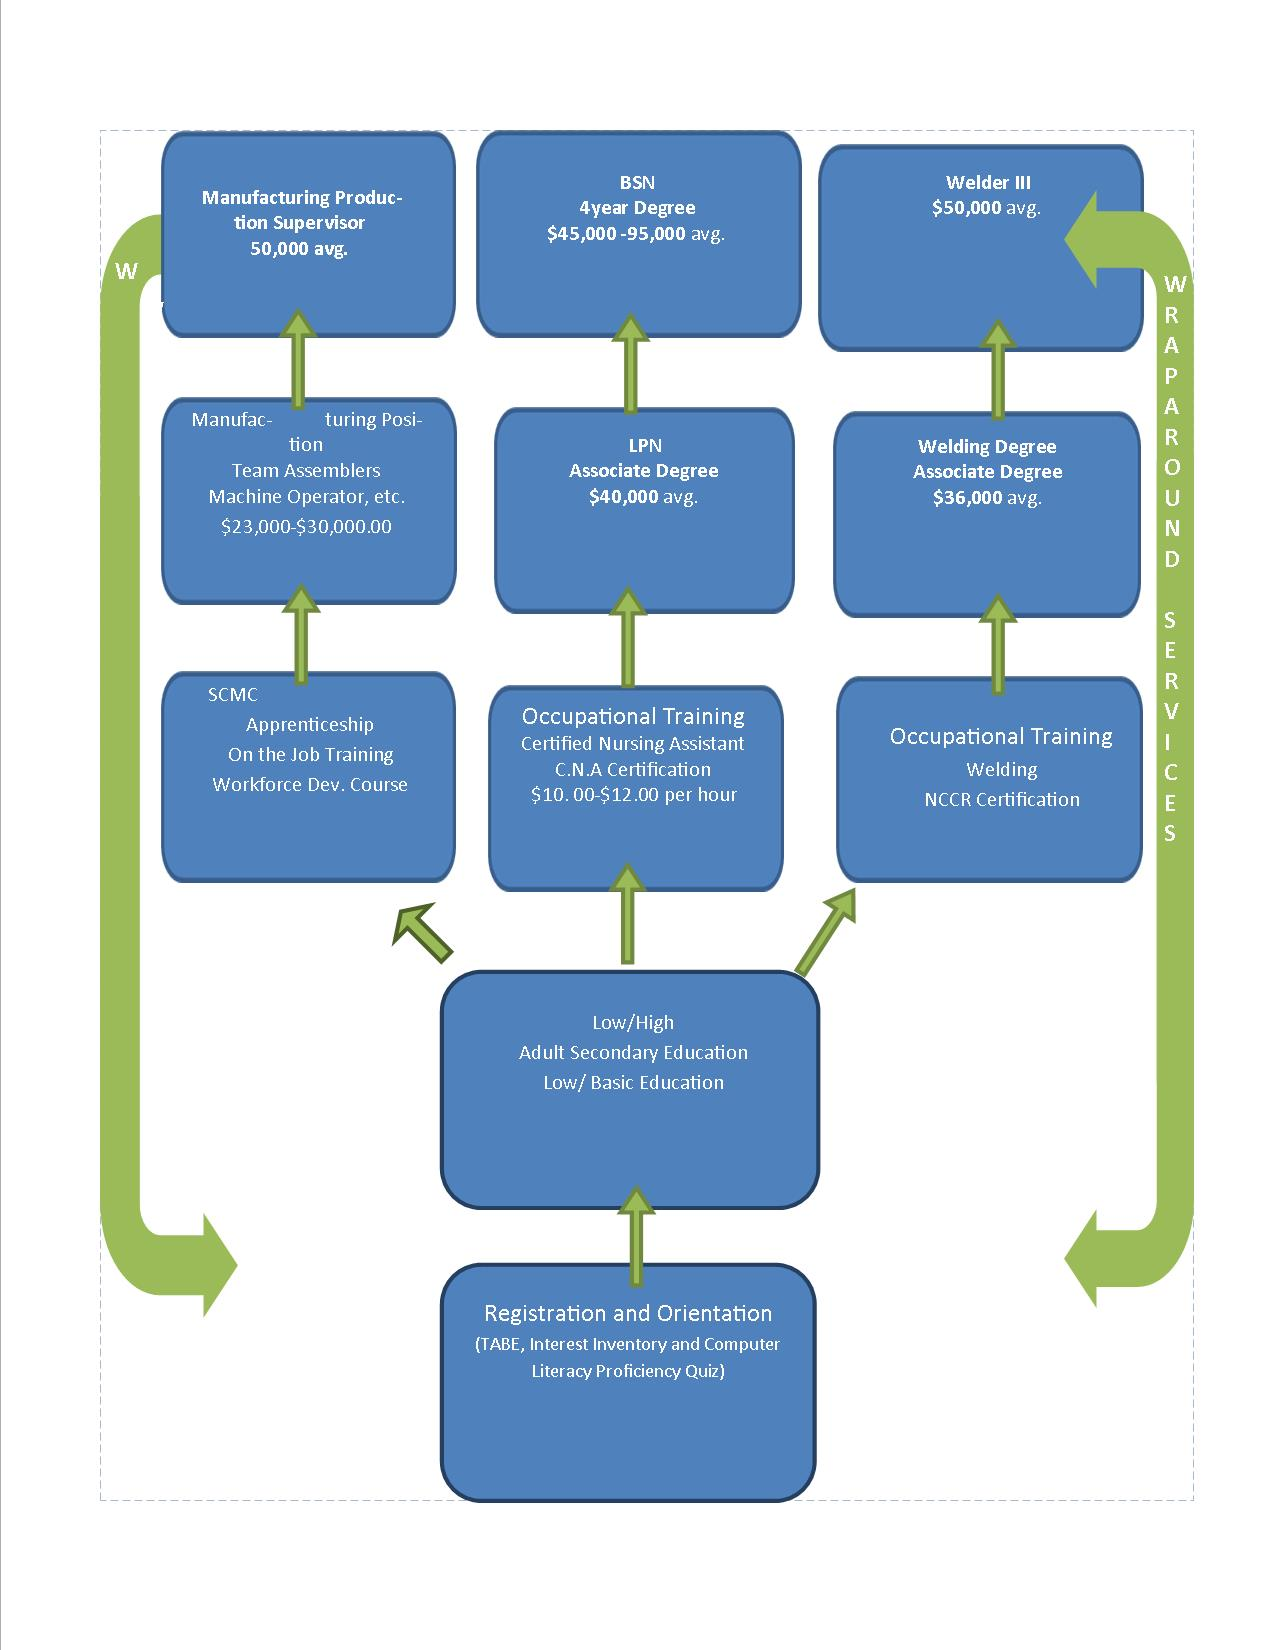 Manufacturing Produc-
tion Supervisor
50,000 avg.
BSN
4year Degree
$45,000 -95,000 avg.
Welder III
$50,000 avg.
W
Manufac- turing Posi-
tion
Team Assemblers
Machine Operator, etc.
$23,000-$30,000.00
LPN
Associate Degree
$40,000 avg.
Welding Degree
Associate Degree
$36,000 avg.
SCMC
Apprenticeship
On the Job Training
Workforce Dev. Course
Occupational Training
Certified Nursing Assistant
C.N.A Certification
$10. 00-$12.00 per hour
Occupational Training
Welding
NCCR Certification
WRAPAROUND SERVICES
Low/High
Adult Secondary Education
Low/ Basic Education
Registration and Orientation
(TABE, Interest Inventory and Computer
Literacy Proficiency Quiz)